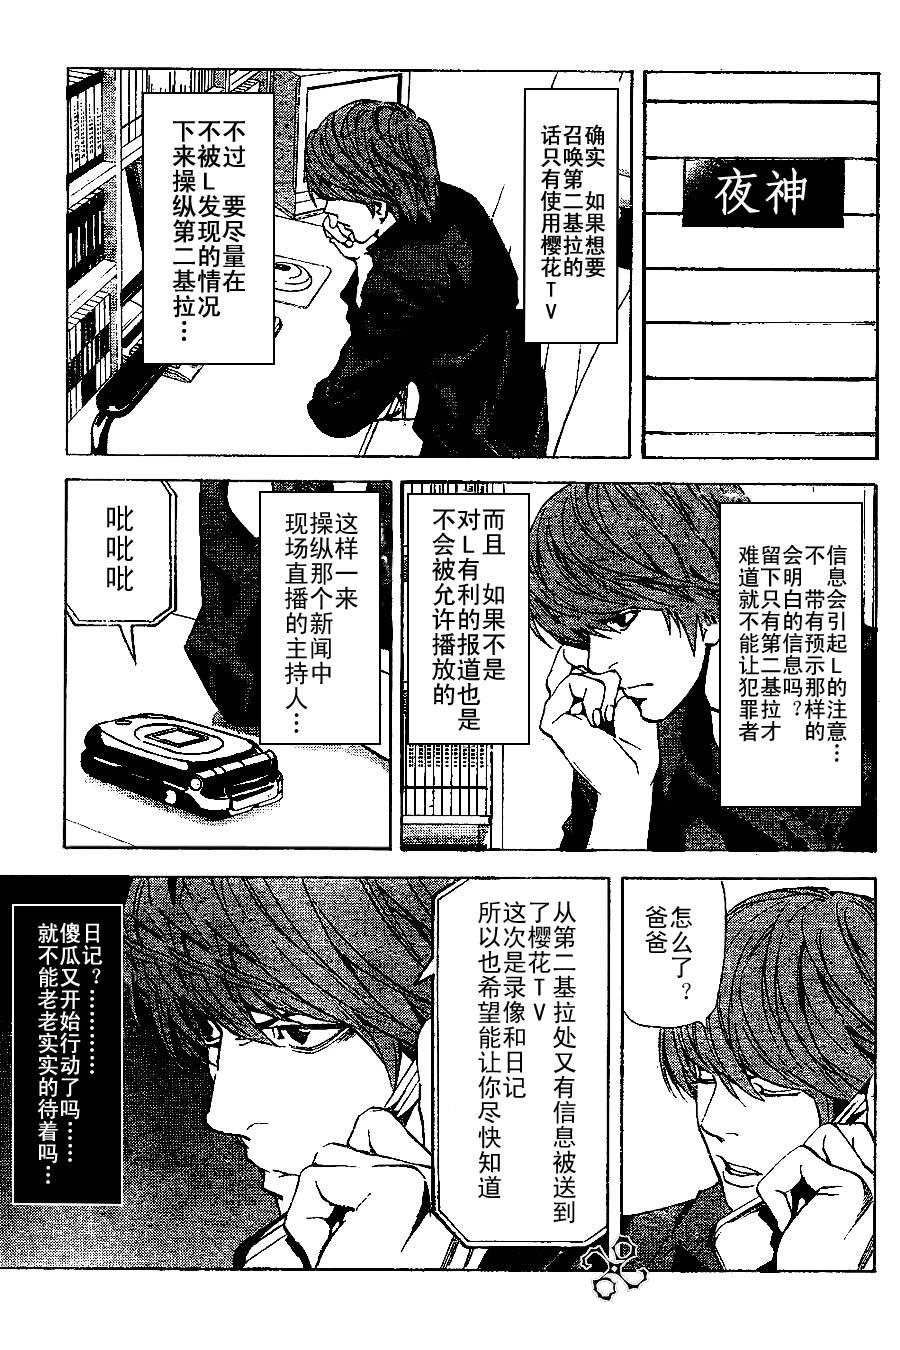 夜神
确实 如果想要
召唤第二基拉的
话只有使用樱花TV
不过 要尽量在
不被L发现的情况
下来操纵第二基拉…
信息会引起L的注意…
不 带有预示那样的
会明白的信息吗？
留下只有第二基拉才
难道就不能让犯罪者
而且 如果不是
对L有利的报道也是
不会被允许播放的
这样一来
操纵那个新闻中
现场直播的主持人…
吡吡吡
怎么了？
爸爸
从第二基拉处又有信息被送到
了樱花TV
这次是录像和日记
所以也希望能让你尽快知道
日记？…………
傻瓜又开始行动了吗……
就不能老老实实的待着吗…